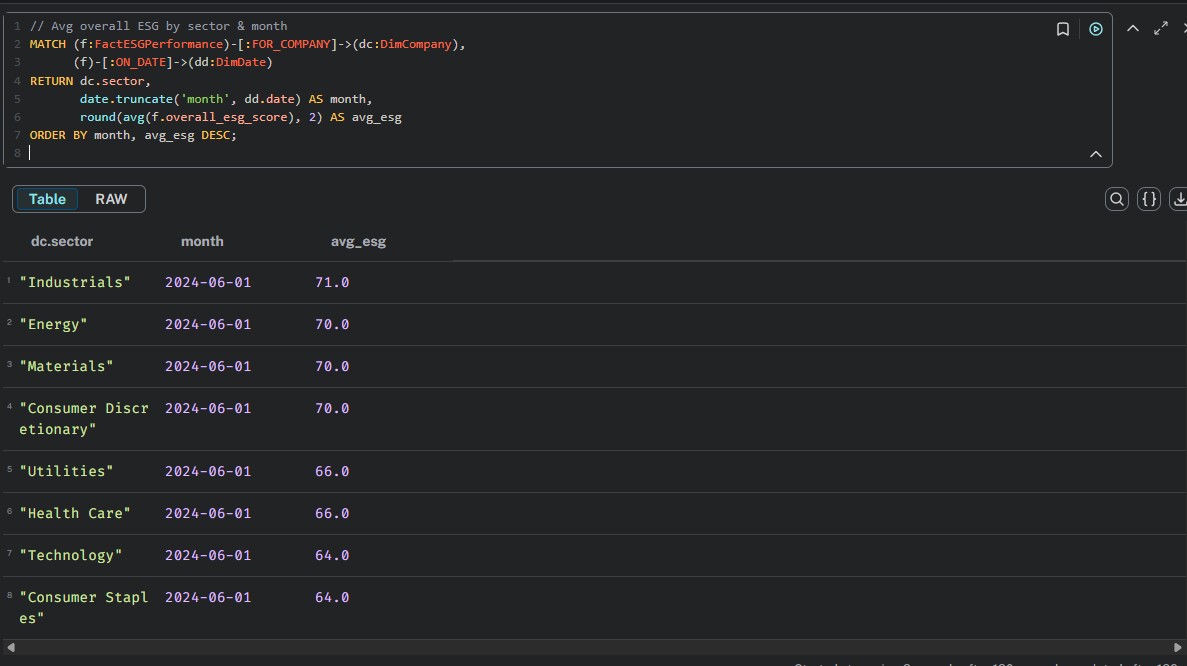 1 // Avg overall ESG by sector & month
2 MATCH (f:FactESGPerformance)-[:FOR_COMPANY]->(dc:DimCompany),
3 (f)-[:ON_DATE]->(dd:DimDate)
4 RETURN dc.sector,
5 date.truncate('month', dd.date) AS month,
6 round(avg(f.overall_esg_score), 2) AS avg_esg
7 ORDER BY month, avg_esg DESC;
8
Table RAW
{}
dc.sector month avg_esg
1 "Industrials" 2024-06-01 71.0
2 "Energy" 2024-06-01 70.0
3 "Materials" 2024-06-01 70.0
4 "Consumer Discr 2024-06-01 70.0
etionary"
5 "Utilities" 2024-06-01 66.0
6 "Health Care" 2024-06-01 66.0
7 "Technology" 2024-06-01 64.0
8 "Consumer Stapl 2024-06-01 64.0
es"